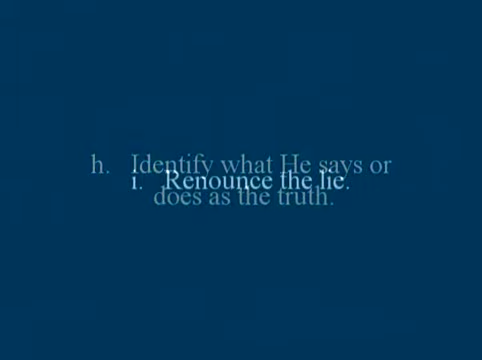 h. Identify what He says or
i. Renounce the lie.
does as the truth.